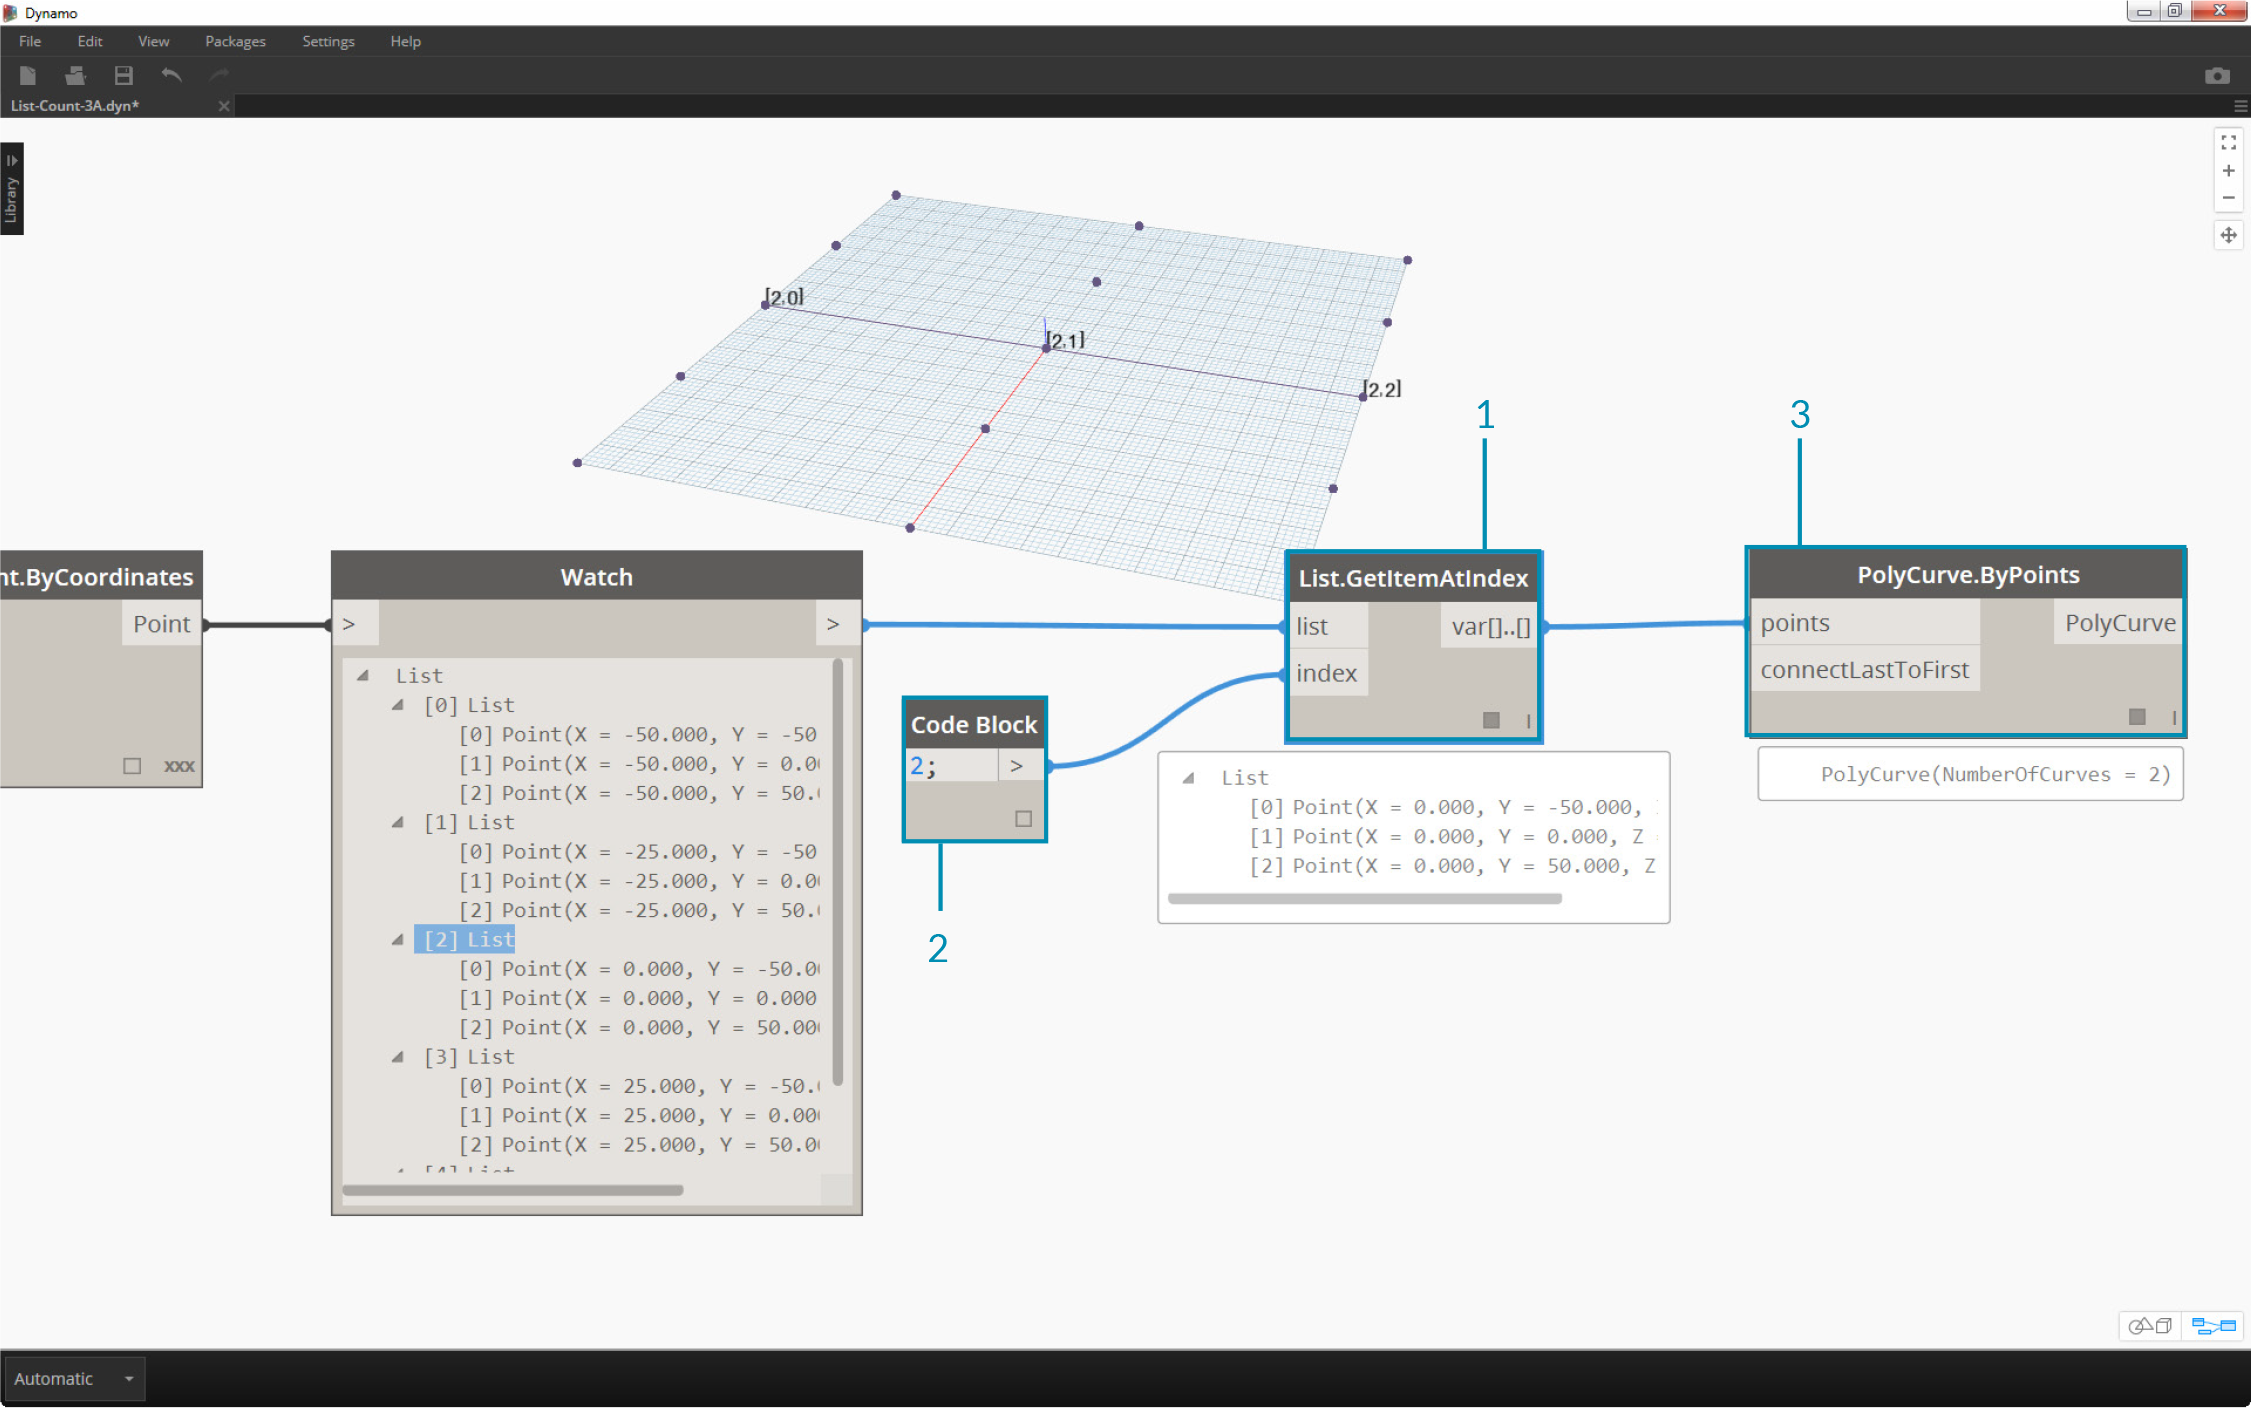 Dynamo
File Edit View Packages Settings Help
List-Count-3A.dyn*
Library
[2,0]
[2,1]
[2,2]
1
3
nt.ByCoordinates
Point
xxx
Watch
> >
List
[0] List
[0] Point(X = -50.000, Y = -50
[1] Point(X = -50.000, Y = 0.0
[2] Point(X = -50.000, Y = 50.
[1] List
[0] Point(X = -25.000, Y = -50
[1] Point(X = -25.000, Y = 0.0
[2] Point(X = -25.000, Y = 50.
[2] List
[0] Point(X = 0.000, Y = -50.0
[1] Point(X = 0.000, Y = 0.000
[2] Point(X = 0.000, Y = 50.00
[3] List
[0] Point(X = 25.000, Y = -50.
[1] Point(X = 25.000, Y = 0.00
[2] Point(X = 25.000, Y = 50.0
[4] List
Code Block
2; >
2
List.GetItemAtIndex
list var[]..[]
index
List
[0] Point(X = 0.000, Y = -50.000,
[1] Point(X = 0.000, Y = 0.000, Z
[2] Point(X = 0.000, Y = 50.000, Z
PolyCurve.ByPoints
points PolyCurve
connectLastToFirst
PolyCurve(NumberOfCurves = 2)
Automatic